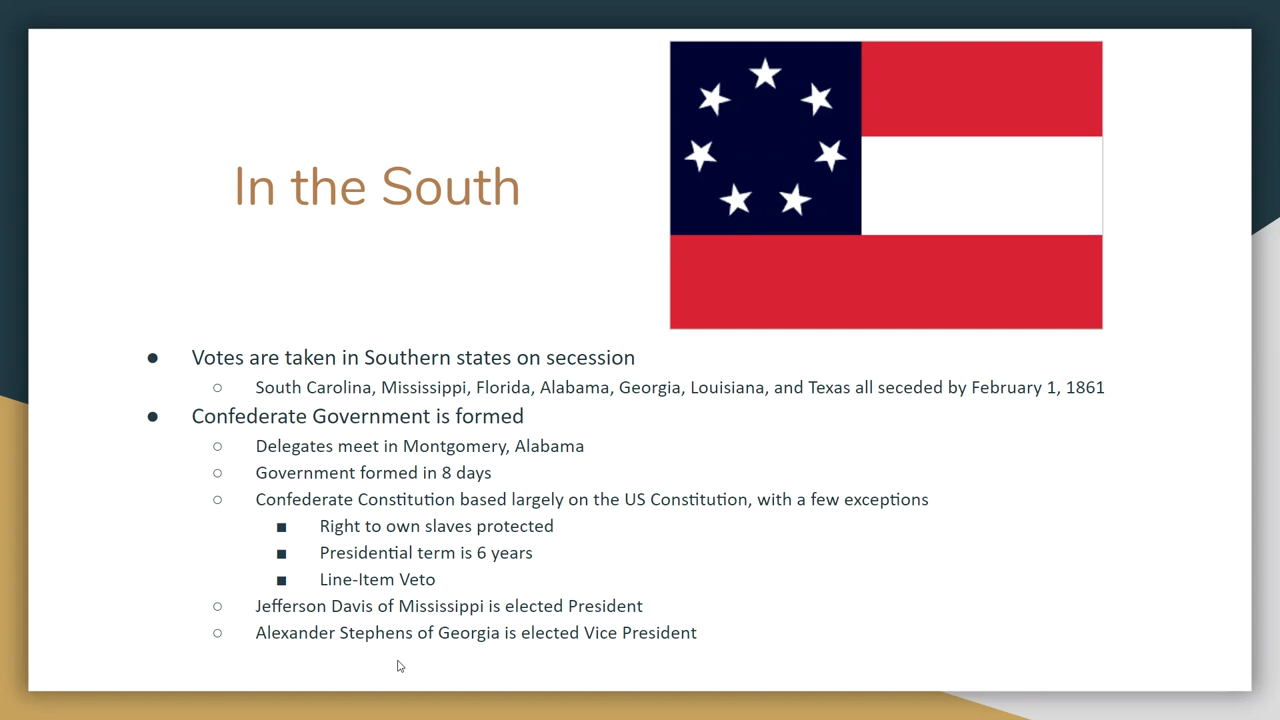 In the South
● Votes are taken in Southern states on secession
○ South Carolina, Mississippi, Florida, Alabama, Georgia, Louisiana, and Texas all seceded by February 1, 1861
● Confederate Government is formed
○ Delegates meet in Montgomery, Alabama
○ Government formed in 8 days
○ Confederate Constitution based largely on the US Constitution, with a few exceptions
■ Right to own slaves protected
■ Presidential term is 6 years
■ Line-Item Veto
○ Jefferson Davis of Mississippi is elected President
○ Alexander Stephens of Georgia is elected Vice President